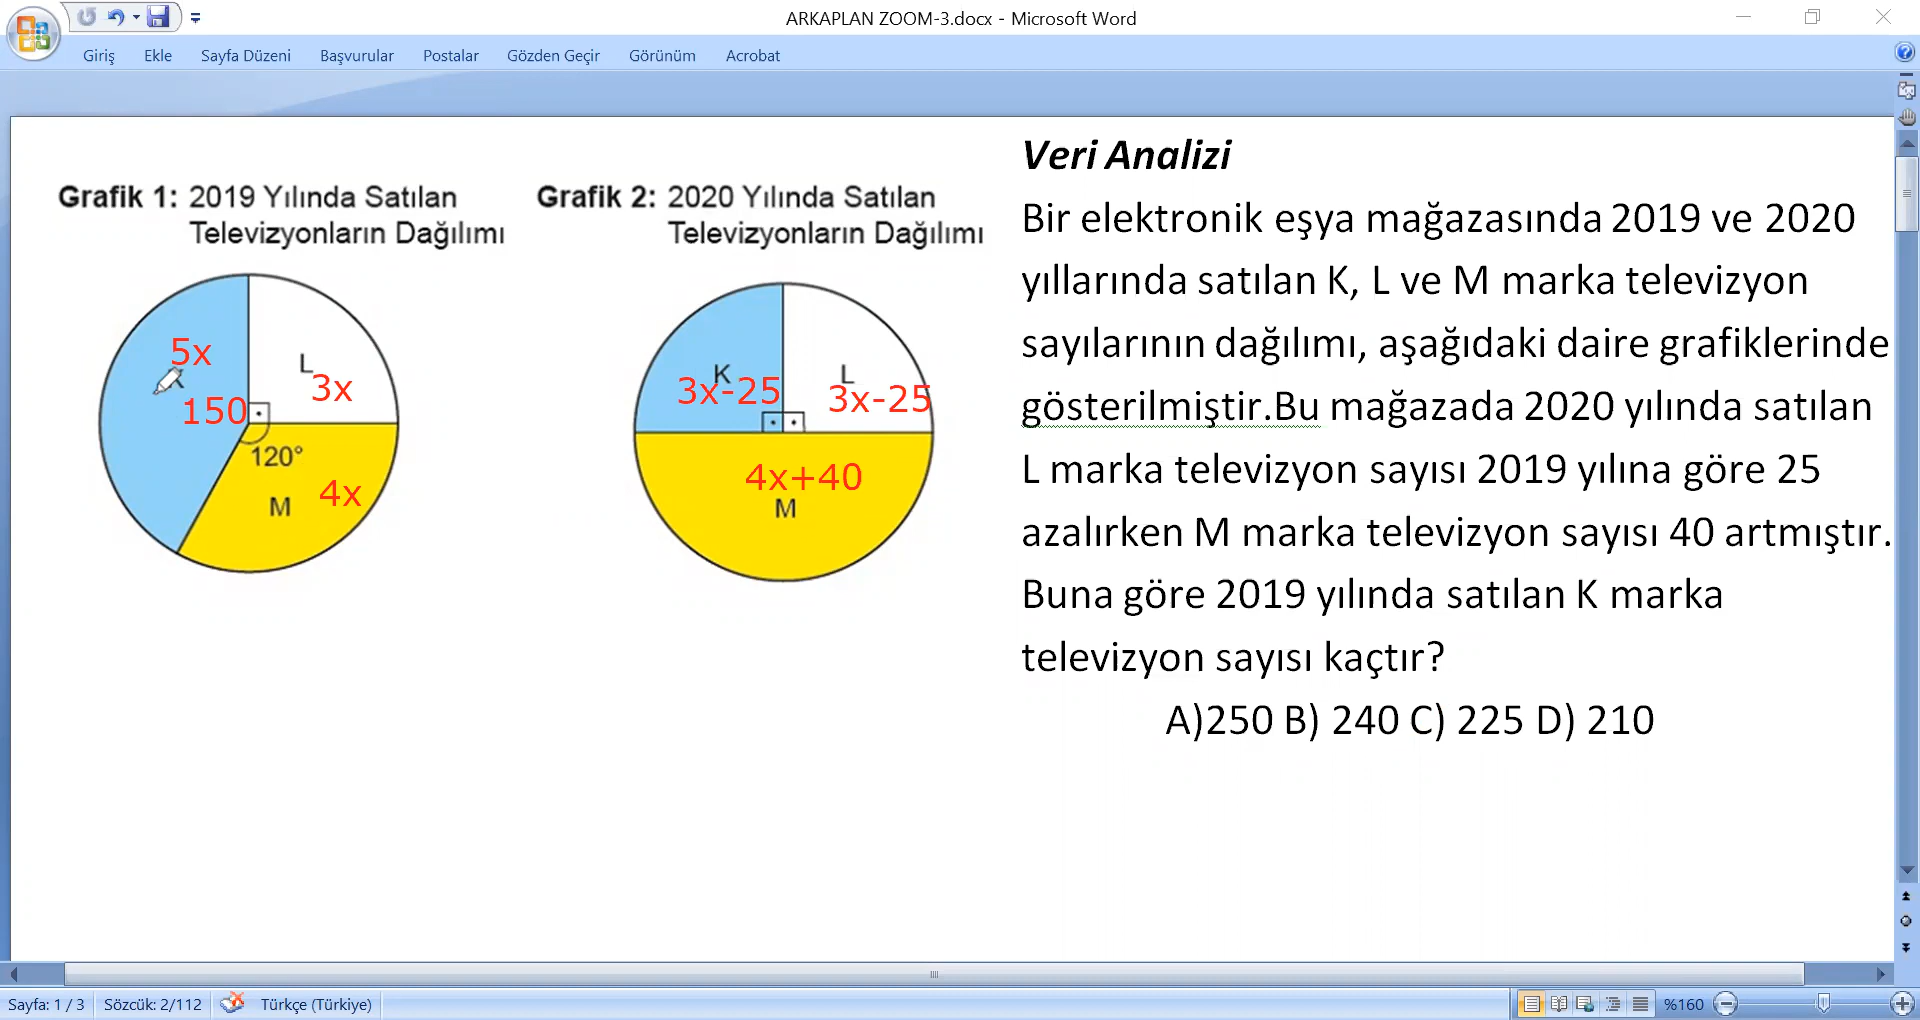 ARKAPLAN ZOOM-3.docx - Microsoft Word
Giriş Ekle Sayfa Düzeni Başvurular Postalar Gözden Geçir Görünüm Acrobat
Grafik 1: 2019 Yılında Satılan
Televizyonların Dağılımı
5x
150
L
3x
120°
M
4x
Grafik 2: 2020 Yılında Satılan
Televizyonların Dağılımı
K
3x-25
L
3x-25
4x+40
M
Veri Analizi
Bir elektronik eşya mağazasında 2019 ve 2020
yıllarında satılan K, L ve M marka televizyon
sayılarının dağılımı, aşağıdaki daire grafiklerinde
gösterilmiştir.Bu mağazada 2020 yılında satılan
L marka televizyon sayısı 2019 yılına göre 25
azalırken M marka televizyon sayısı 40 artmıştır.
Buna göre 2019 yılında satılan K marka
televizyon sayısı kaçtır?
A)250 B) 240 C) 225 D) 210
Sayfa: 1 / 3 Sözcük: 2/112 Türkçe (Türkiye) %160